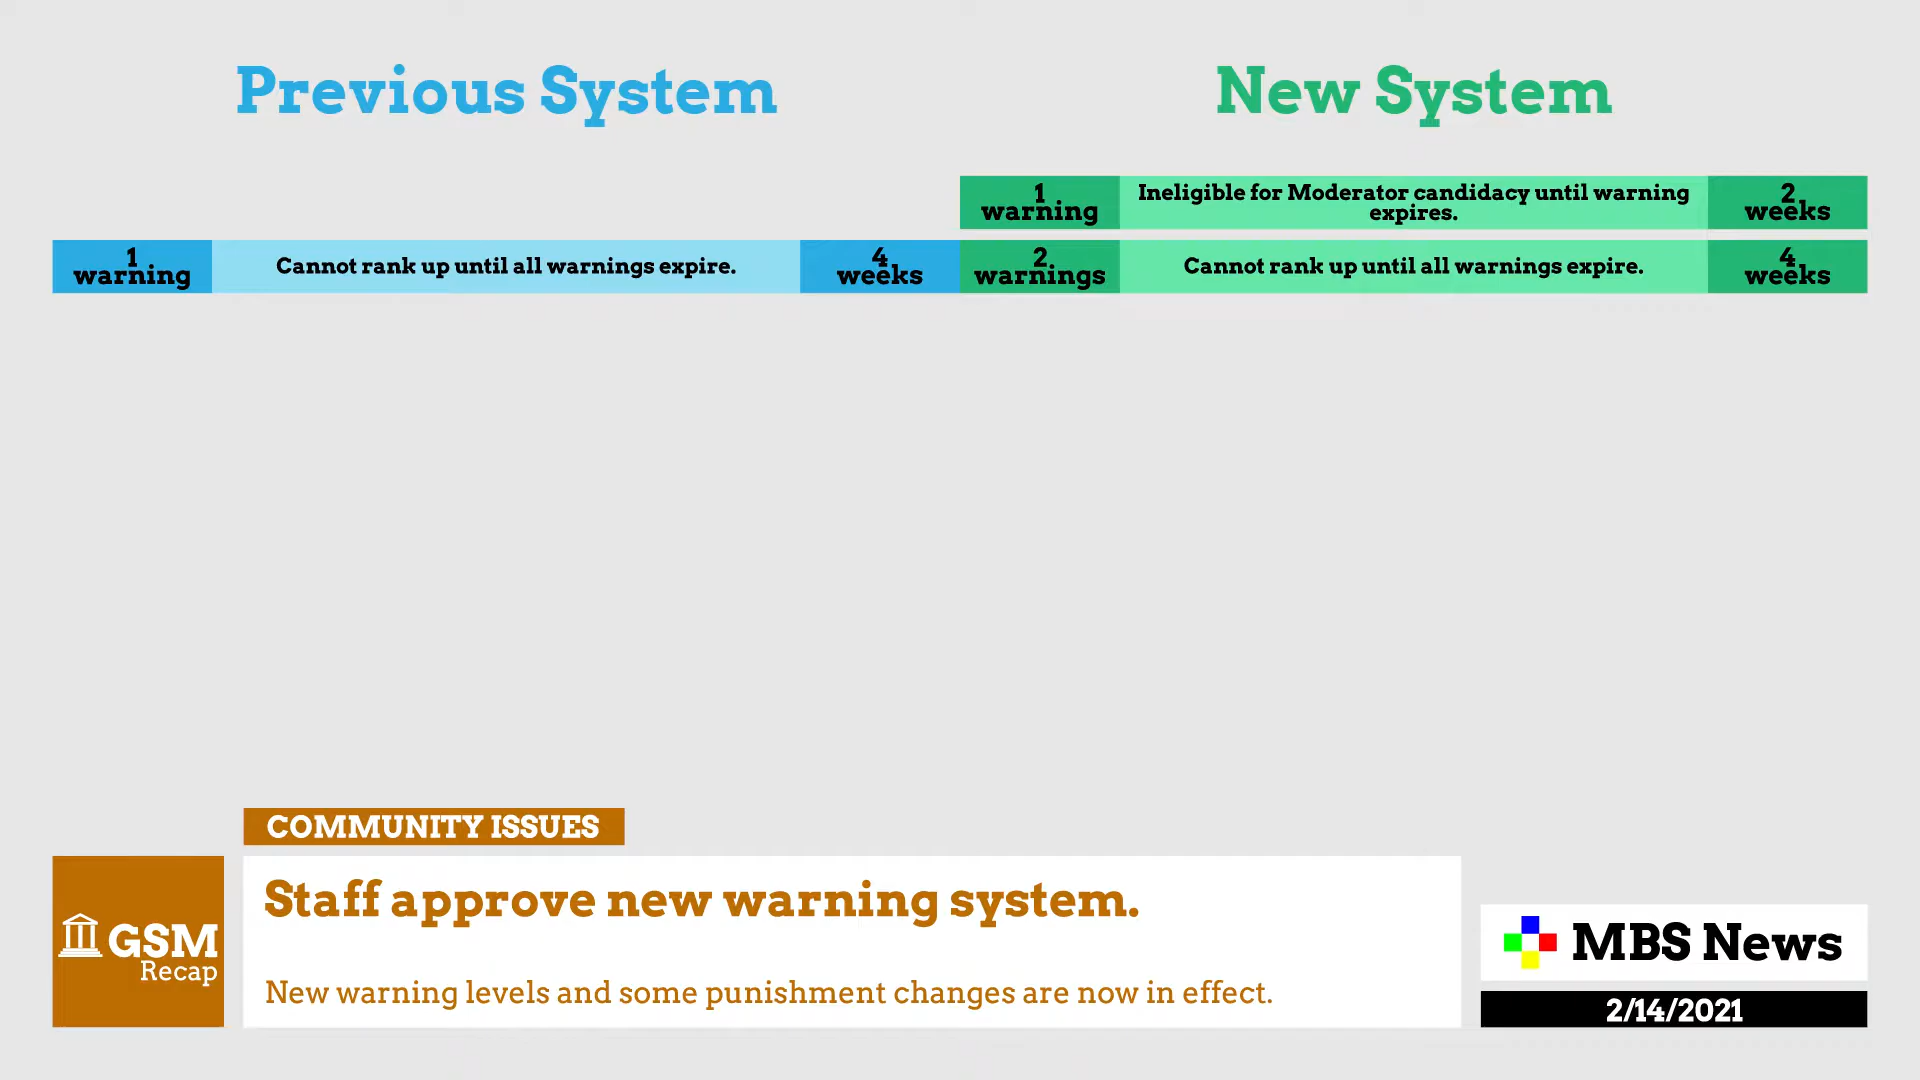 Previous System
New System
1
warning
Ineligible for Moderator candidacy until warning
expires.
2
weeks
1
warning
Cannot rank up until all warnings expire.
4
weeks
2
warnings
Cannot rank up until all warnings expire.
4
weeks
COMMUNITY ISSUES
GSM
Recap
Staff approve new warning system.
New warning levels and some punishment changes are now in effect.
MBS News
2/14/2021